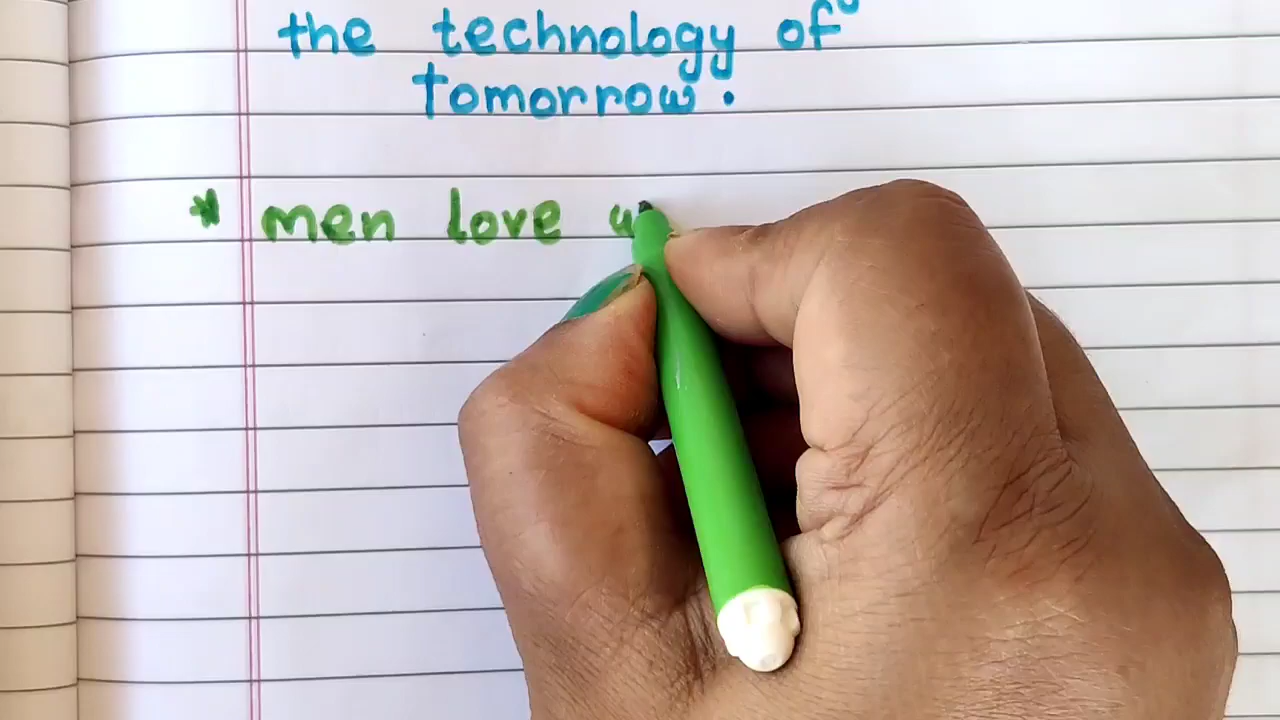 the technology of
tomorrow.
* men love